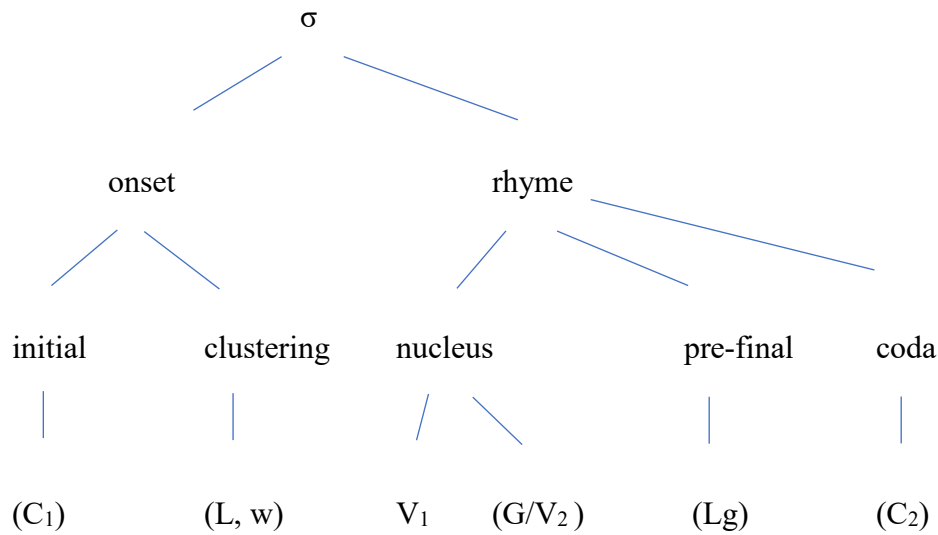 σ
onset rhyme
initial clustering nucleus pre-final coda
(C₁) (L, w) V₁ (G/V₂ ) (Lg) (C₂)